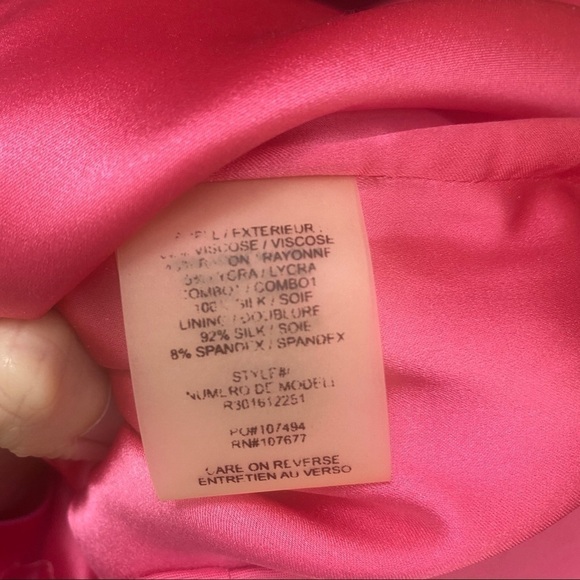 / EXTERIEUR
VISCOSE / VISCOSE
RAYONNE
/ LYCRA
COMBO1 / COMBO1
SILK / SOIE
LINING / DOUBLURE
92% SILK / SOIE
8% SPANDEX / SPANDEX
STYLE#/
NUMERO DE MODELE
R301612251
PO#107494
RN#107677
CARE ON REVERSE
ENTRETIEN AU VERSO